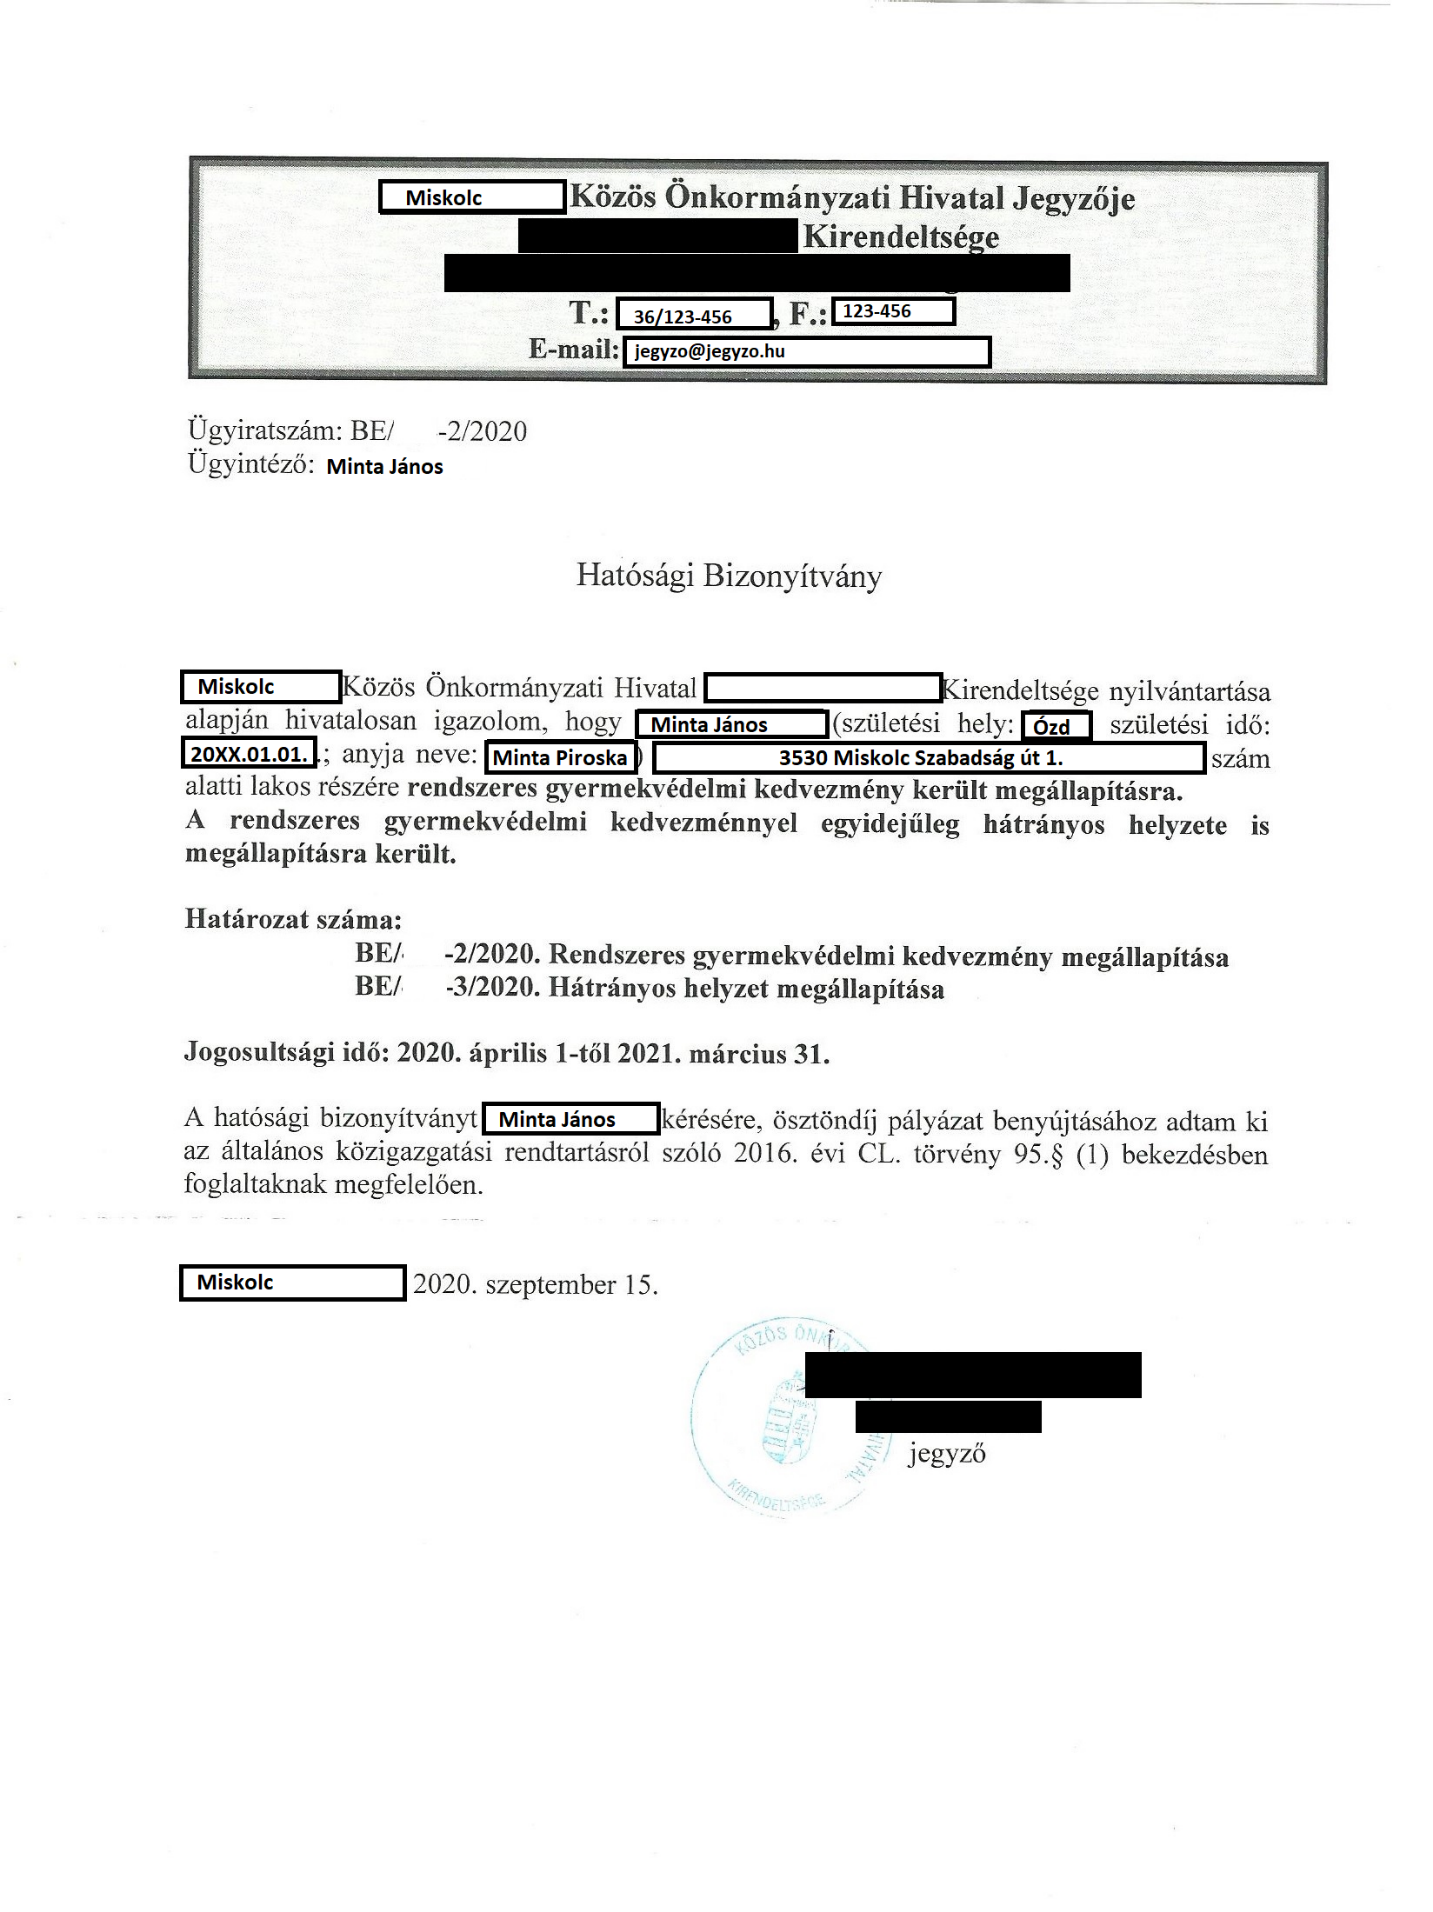 Miskolc Közös Önkormányzati Hivatal Jegyzője
Kirendeltsége
T.: 36/123-456, F.: 123-456
E-mail: jegyzo@jegyzo.hu
Ügyiratszám: BE/ -2/2020
Ügyintéző: Minta János
Hatósági Bizonyítvány
Miskolc Közös Önkormányzati Hivatal Kirendeltsége nyilvántartása
alapján hivatalosan igazolom, hogy Minta János (születési hely: Ózd születési idő:
20XX.01.01. .; anyja neve: Minta Piroska) 3530 Miskolc Szabadság út 1. szám
alatti lakos részére rendszeres gyermekvédelmi kedvezmény került megállapításra.
A rendszeres gyermekvédelmi kedvezménnyel egyidejűleg hátrányos helyzete is
megállapításra került.
Határozat száma:
BE/ -2/2020. Rendszeres gyermekvédelmi kedvezmény megállapítása
BE/ -3/2020. Hátrányos helyzet megállapítása
Jogosultsági idő: 2020. április 1-től 2021. március 31.
A hatósági bizonyítványt Minta János kérésére, ösztöndíj pályázat benyújtásához adtam ki
az általános közigazgatási rendtartásról szóló 2016. évi CL. törvény 95.§ (1) bekezdésben
foglaltaknak megfelelően.
Miskolc 2020. szeptember 15.
KÖZÖS ÖNKOR
HIVATAL
KIRENDELTSÉGE
jegyző